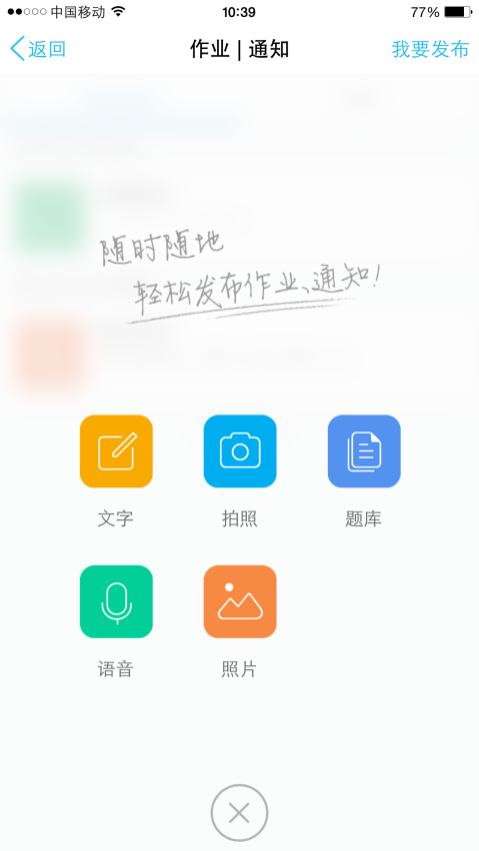 中国移动 10:39 77%
返回 作业 | 通知 我要发布
随时随地
轻松发布作业、通知!
文字 拍照 题库
语音 照片